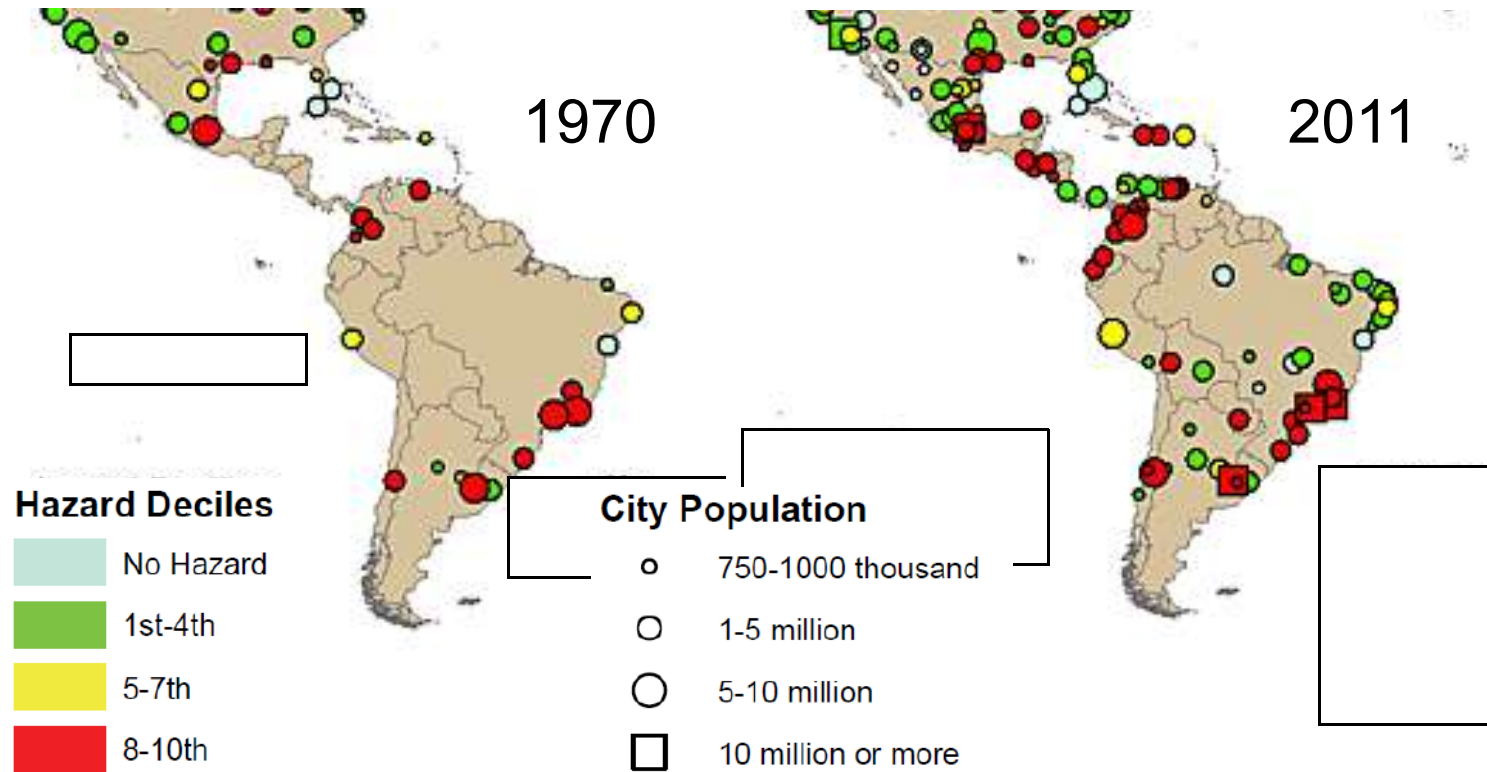 1970
2011
Hazard Deciles
No Hazard
1st-4th
5-7th
8-10th
City Population
750-1000 thousand
1-5 million
5-10 million
10 million or more